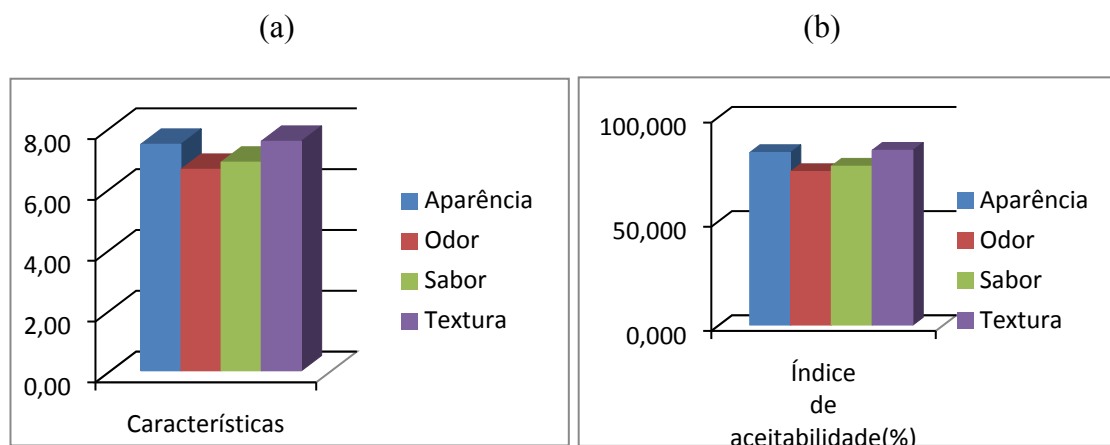 (a)
(b)
8,00
6,00
4,00
2,00
0,00
Características
Aparência
Odor
Sabor
Textura
100,000
50,000
0,000
Índice
de
aceitabilidade(%)
Aparência
Odor
Sabor
Textura